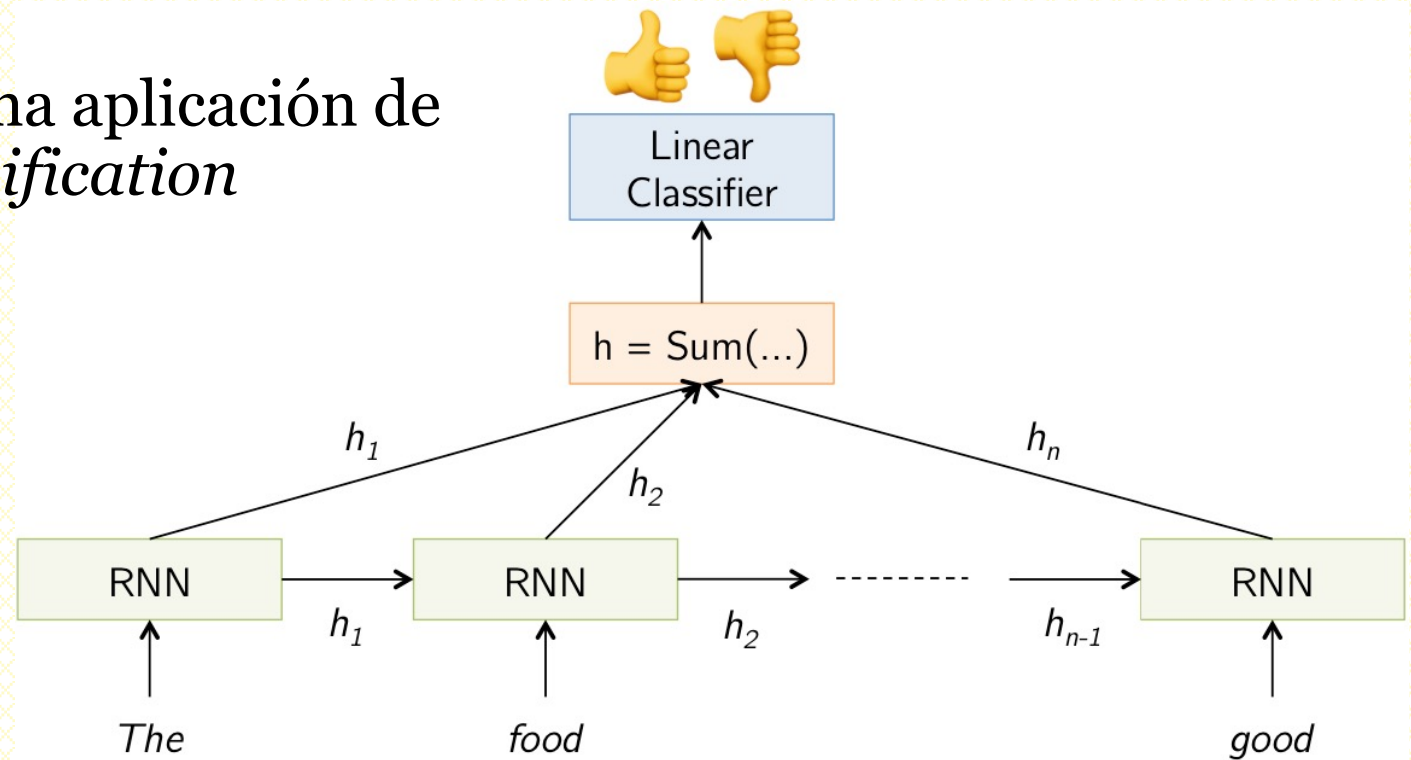 na aplicación de
ification
Linear
Classifier
h = Sum(...)
h₁
h₂
hₙ
RNN RNN RNN
h₁ h₂ hₙ₋₁
The food good